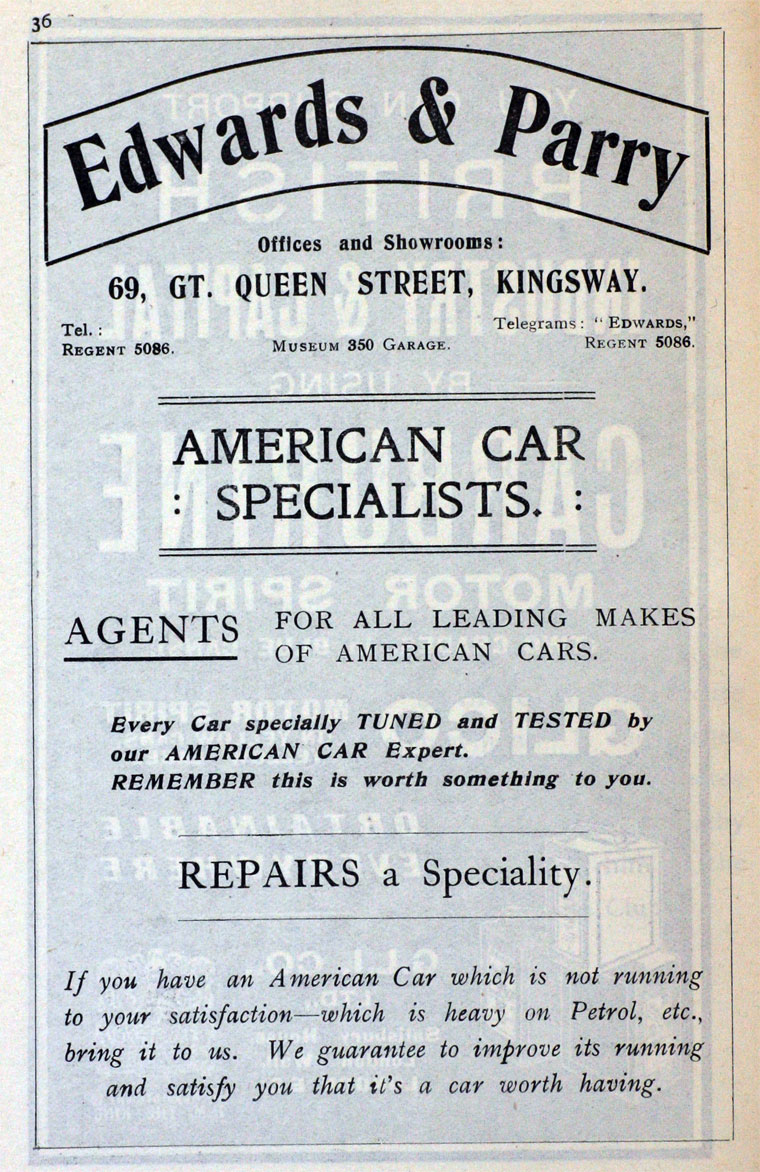 36
Edwards & Parry
Offices and Showrooms:
69, GT. QUEEN STREET, KINGSWAY.
Tel.: Telegrams: "EDWARDS,"
REGENT 5086. MUSEUM 350 GARAGE. REGENT 5086.
AMERICAN CAR
: SPECIALISTS. :
AGENTS FOR ALL LEADING MAKES
OF AMERICAN CARS.
Every Car specially TUNED and TESTED by
our AMERICAN CAR Expert.
REMEMBER this is worth something to you.
REPAIRS a Speciality.
If you have an American Car which is not running
to your satisfaction—which is heavy on Petrol, etc.,
bring it to us. We guarantee to improve its running
and satisfy you that it's a car worth having.